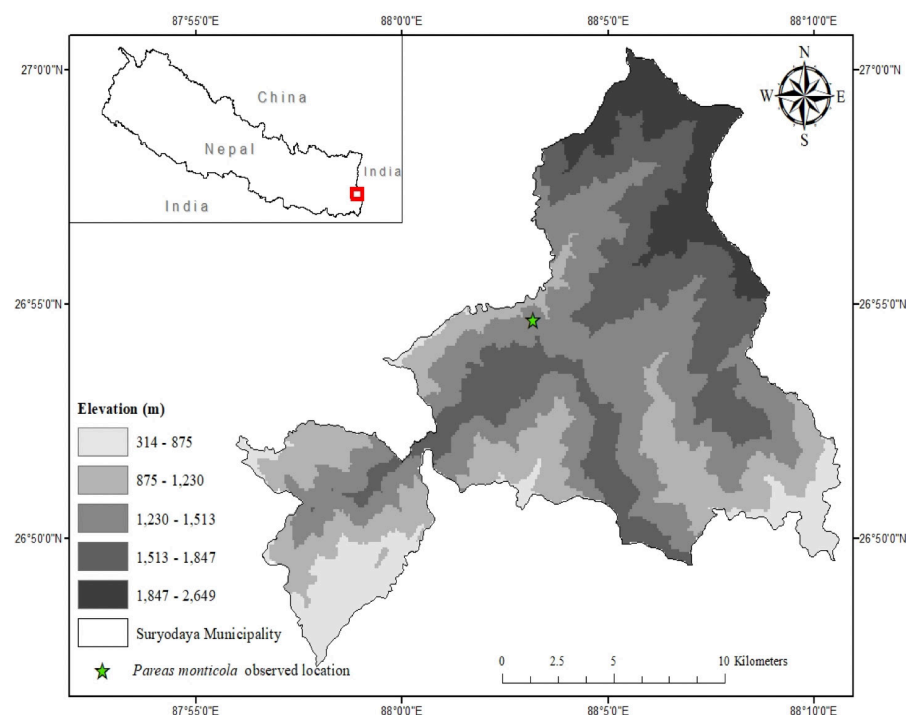 87°55'0"E 88°0'0"E 88°5'0"E 88°10'0"E
27°0'0"N
27°0'0"N
China
Nepal
India
India
N
W E
S
26°55'0"N
26°55'0"N
Elevation (m)
314 - 875
875 - 1,230
1,230 - 1,513
1,513 - 1,847
1,847 - 2,649
Suryodaya Municipality
Pareas monticola observed location
26°50'0"N
26°50'0"N
0 2.5 5 10 Kilometers
87°55'0"E 88°0'0"E 88°5'0"E 88°10'0"E